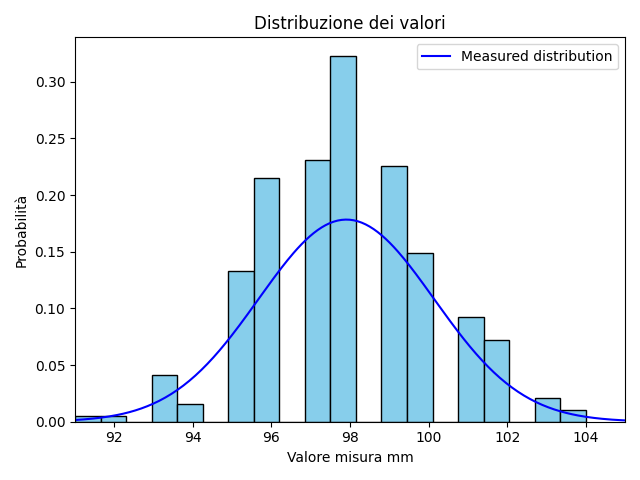 Distribuzione dei valori
Measured distribution
0.30
0.25
0.20
0.15
0.10
0.05
0.00
Probabilità
92 94 96 98 100 102 104
Valore misura mm